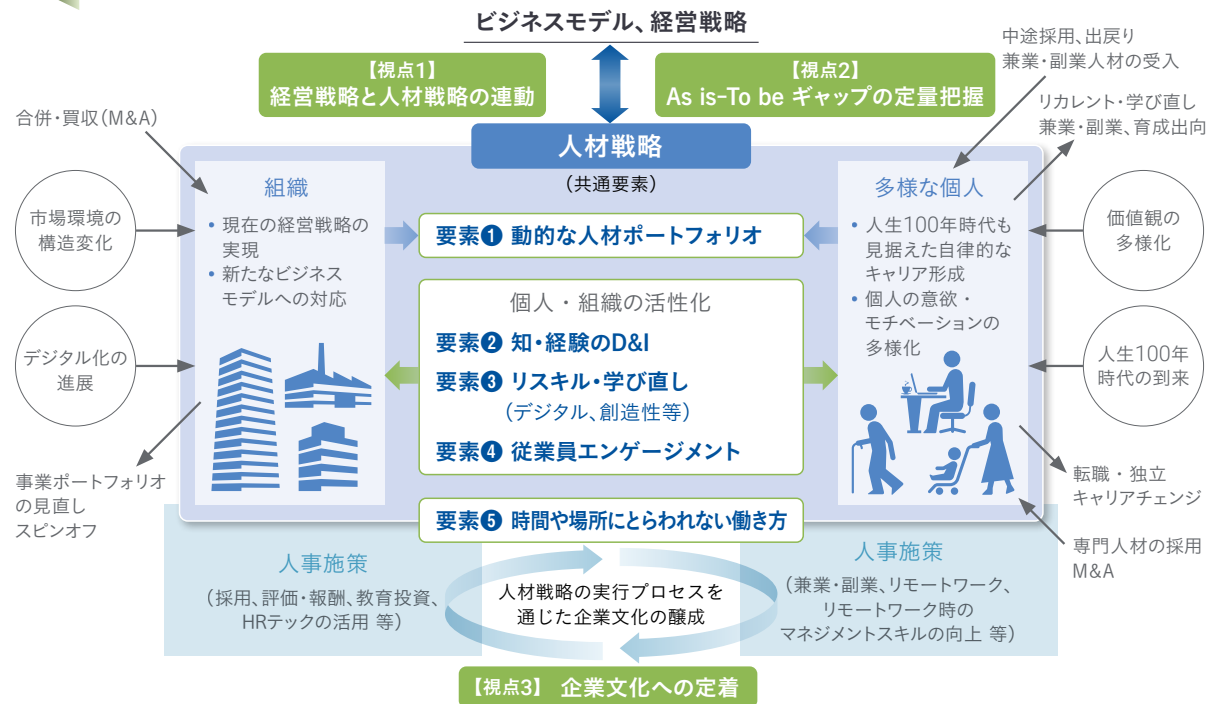 ビジネスモデル、経営戦略
【視点1】
経営戦略と人材戦略の連動
【視点2】
As is-To be ギャップの定量把握
中途採用、出戻り
兼業・副業人材の受入
リカレント・学び直し
兼業・副業、育成出向
合併・買収(M&A)
人材戦略
(共通要素)
市場環境の
構造変化
デジタル化の
進展
事業ポートフォリオ
の見直し
スピンオフ
組織
• 現在の経営戦略の
実現
• 新たなビジネス
モデルへの対応
要素❶ 動的な人材ポートフォリオ
個人・組織の活性化
要素❷ 知・経験のD&I
要素❸ リスキル・学び直し
(デジタル、創造性等)
要素❹ 従業員エンゲージメント
要素❺ 時間や場所にとらわれない働き方
多様な個人
• 人生100年時代も
見据えた自律的な
キャリア形成
• 個人の意欲・
モチベーションの
多様化
価値観の
多様化
人生100年
時代の到来
転職・独立
キャリアチェンジ
専門人材の採用
M&A
人事施策
(採用、評価・報酬、教育投資、
HRテックの活用 等)
人材戦略の実行プロセスを
通じた企業文化の醸成
人事施策
(兼業・副業、リモートワーク、
リモートワーク時の
マネジメントスキルの向上 等)
【視点3】 企業文化への定着